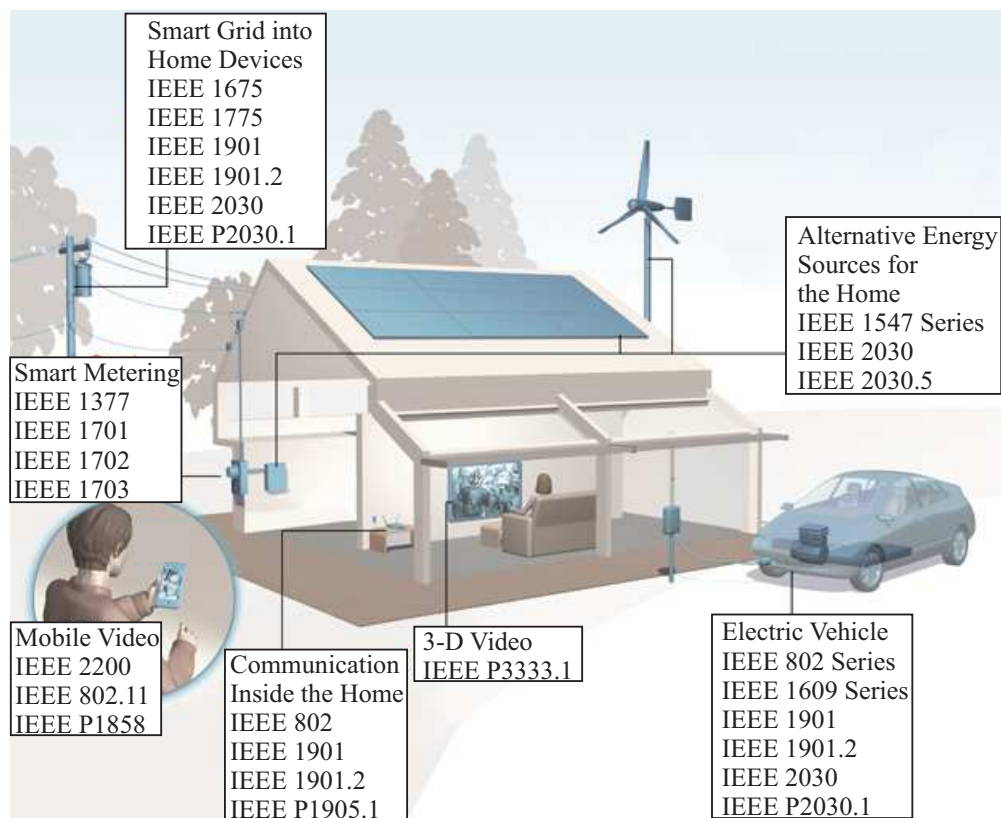 Smart Grid into
Home Devices
IEEE 1675
IEEE 1775
IEEE 1901
IEEE 1901.2
IEEE 2030
IEEE P2030.1
Alternative Energy
Sources for
the Home
IEEE 1547 Series
IEEE 2030
IEEE 2030.5
Smart Metering
IEEE 1377
IEEE 1701
IEEE 1702
IEEE 1703
Mobile Video
IEEE 2200
IEEE 802.11
IEEE P1858
Communication
Inside the Home
IEEE 802
IEEE 1901
IEEE 1901.2
IEEE P1905.1
3-D Video
IEEE P3333.1
Electric Vehicle
IEEE 802 Series
IEEE 1609 Series
IEEE 1901
IEEE 1901.2
IEEE 2030
IEEE P2030.1